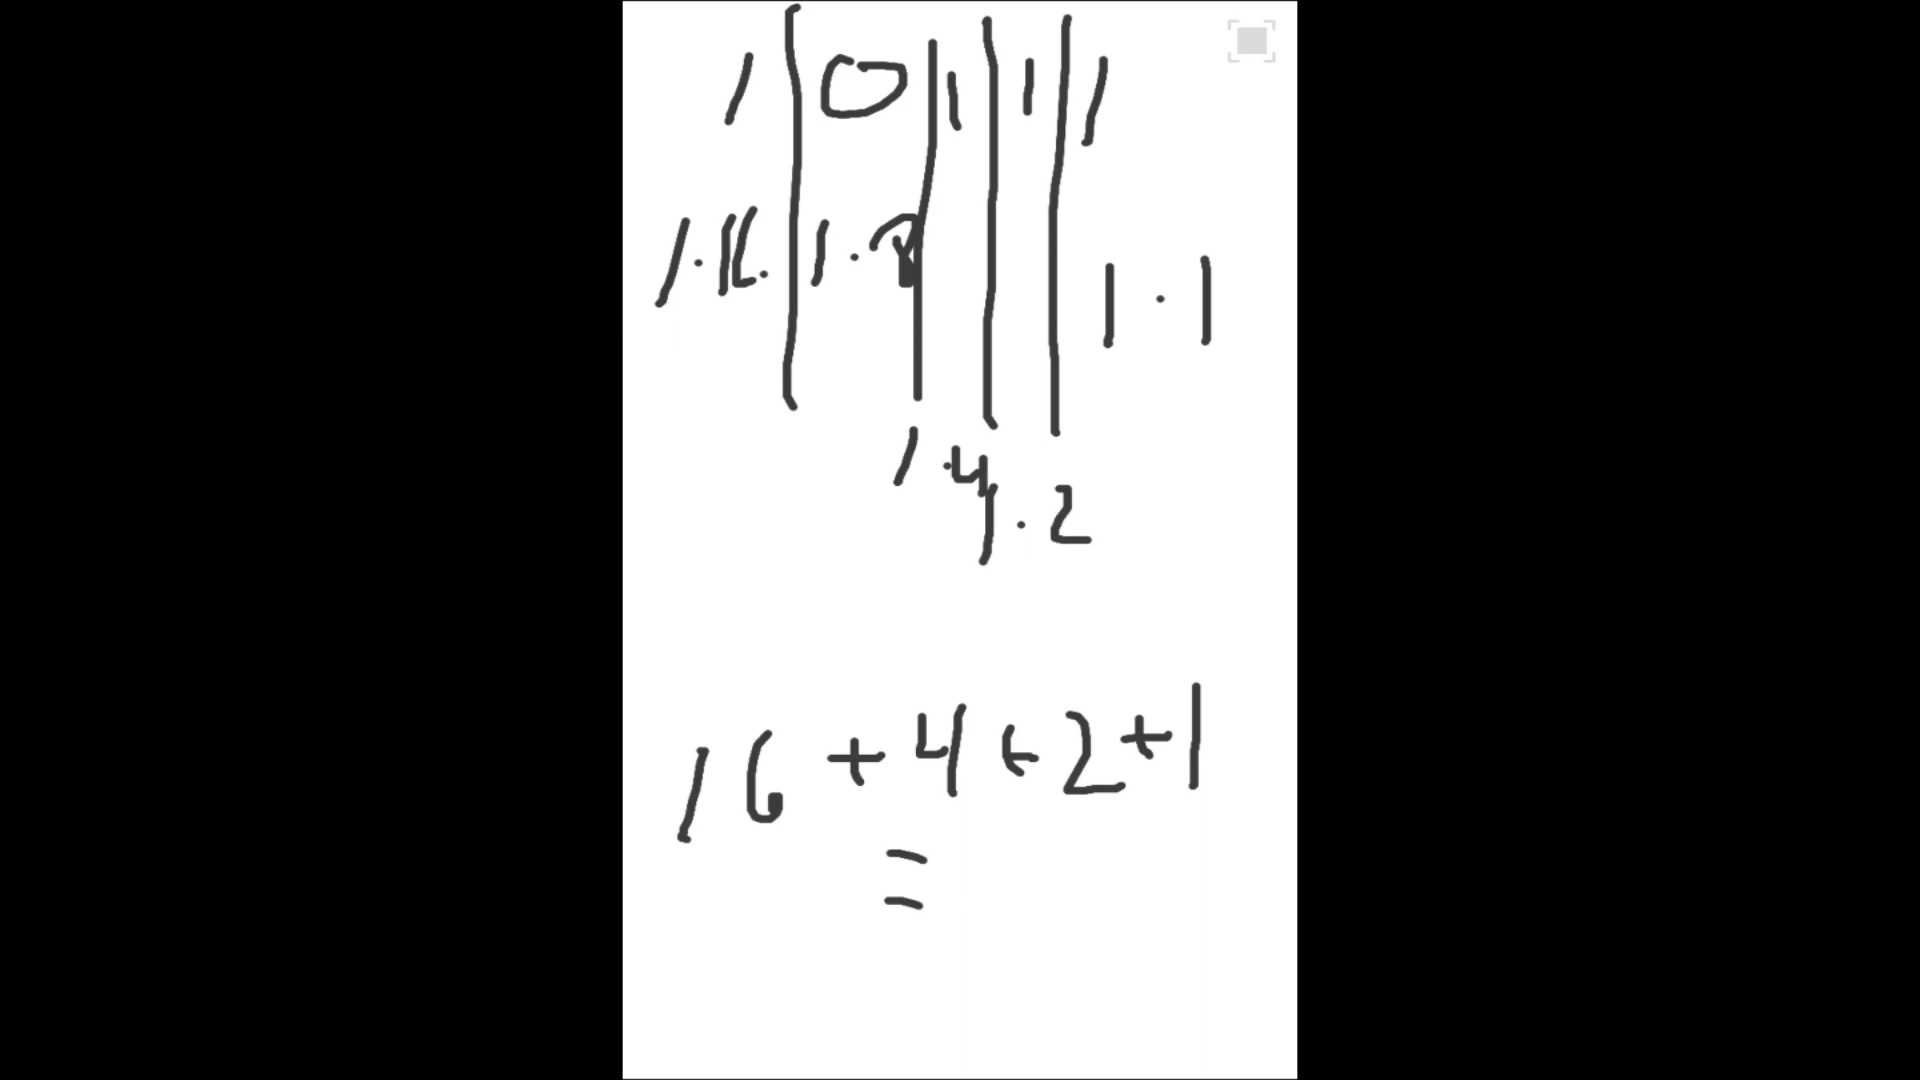 1 | 0 | 1 | 1 | 1
1 · 16 · | 1 · 8 | | | 1 · 1
1 · 4
1 · 2
16 + 4 + 2 + 1
=